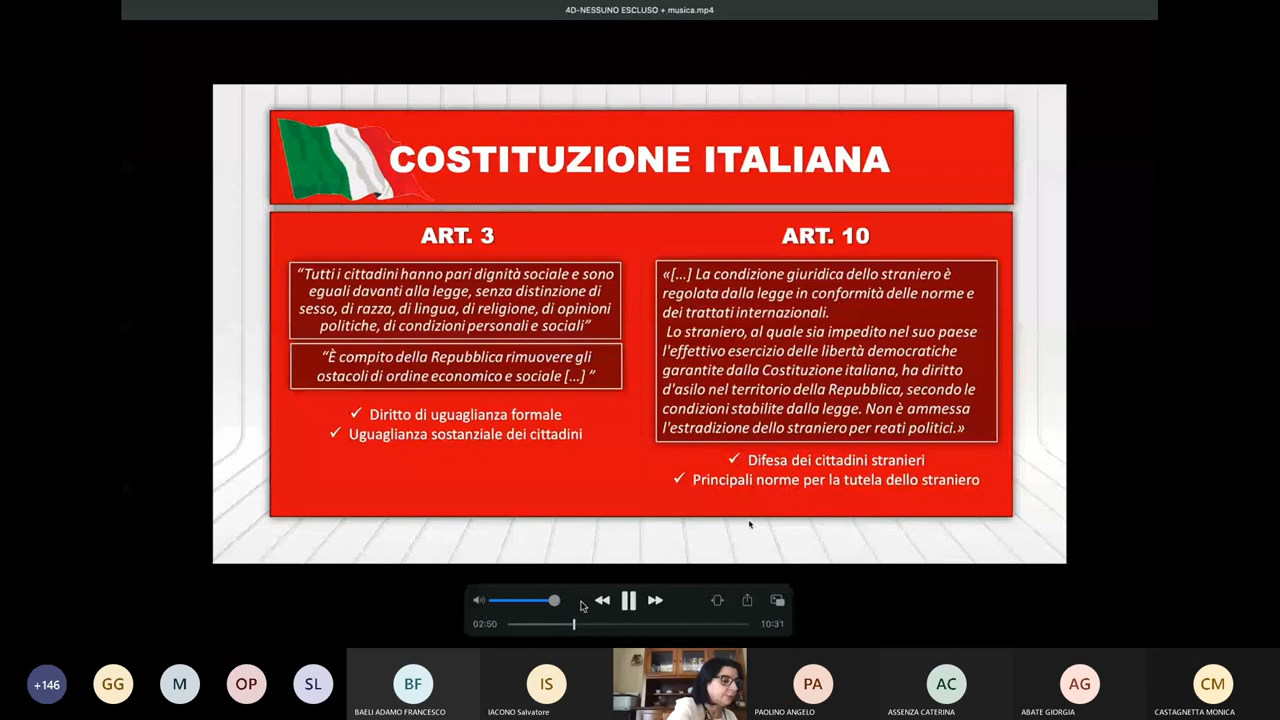 4D-NESSUNO ESCLUSO + musica.mp4
COSTITUZIONE ITALIANA
ART. 3
“Tutti i cittadini hanno pari dignità sociale e sono
eguali davanti alla legge, senza distinzione di
sesso, di razza, di lingua, di religione, di opinioni
politiche, di condizioni personali e sociali”
“È compito della Repubblica rimuovere gli
ostacoli di ordine economico e sociale [...] ”
✓ Diritto di uguaglianza formale
✓ Uguaglianza sostanziale dei cittadini
ART. 10
«[...] La condizione giuridica dello straniero è
regolata dalla legge in conformità delle norme e
dei trattati internazionali.
Lo straniero, al quale sia impedito nel suo paese
l'effettivo esercizio delle libertà democratiche
garantite dalla Costituzione italiana, ha diritto
d'asilo nel territorio della Repubblica, secondo le
condizioni stabilite dalla legge. Non è ammessa
l'estradizione dello straniero per reati politici.»
✓ Difesa dei cittadini stranieri
✓ Principali norme per la tutela dello straniero
02:50
10:31
+146
GG
M
OP
SL
BF
IS
PA
AC
AG
CM
BAELI ADAMO FRANCESCO
IACONO Salvatore
PAOLINO ANGELO
ASSENZA CATERINA
ABATE GIORGIA
CASTAGNETTA MONICA